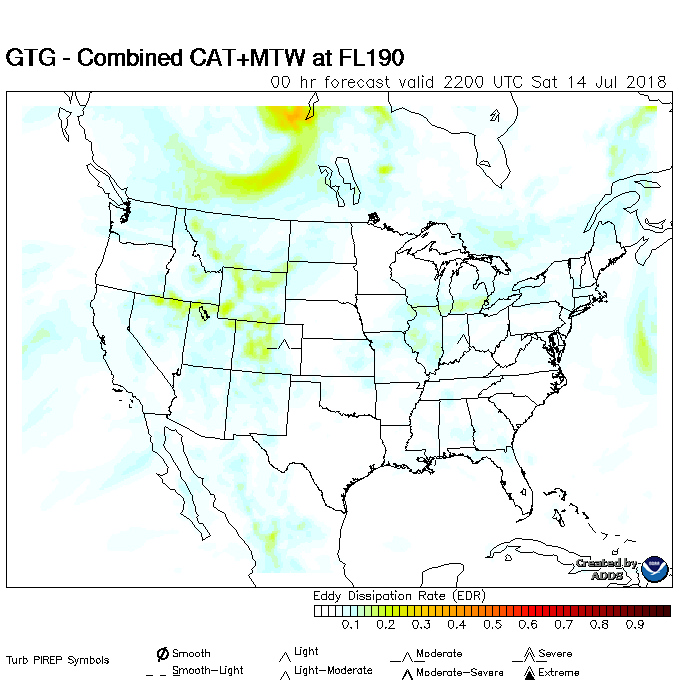 GTG - Combined CAT+MTW at FL190
00 hr forecast valid 2200 UTC Sat 14 Jul 2018
Created by
ADDS
Eddy Dissipation Rate (EDR)
0.1 0.2 0.3 0.4 0.5 0.6 0.7 0.8 0.9
Turb PIREP Symbols
Smooth Light Moderate Severe
Smooth-Light Light-Moderate Moderate-Severe Extreme